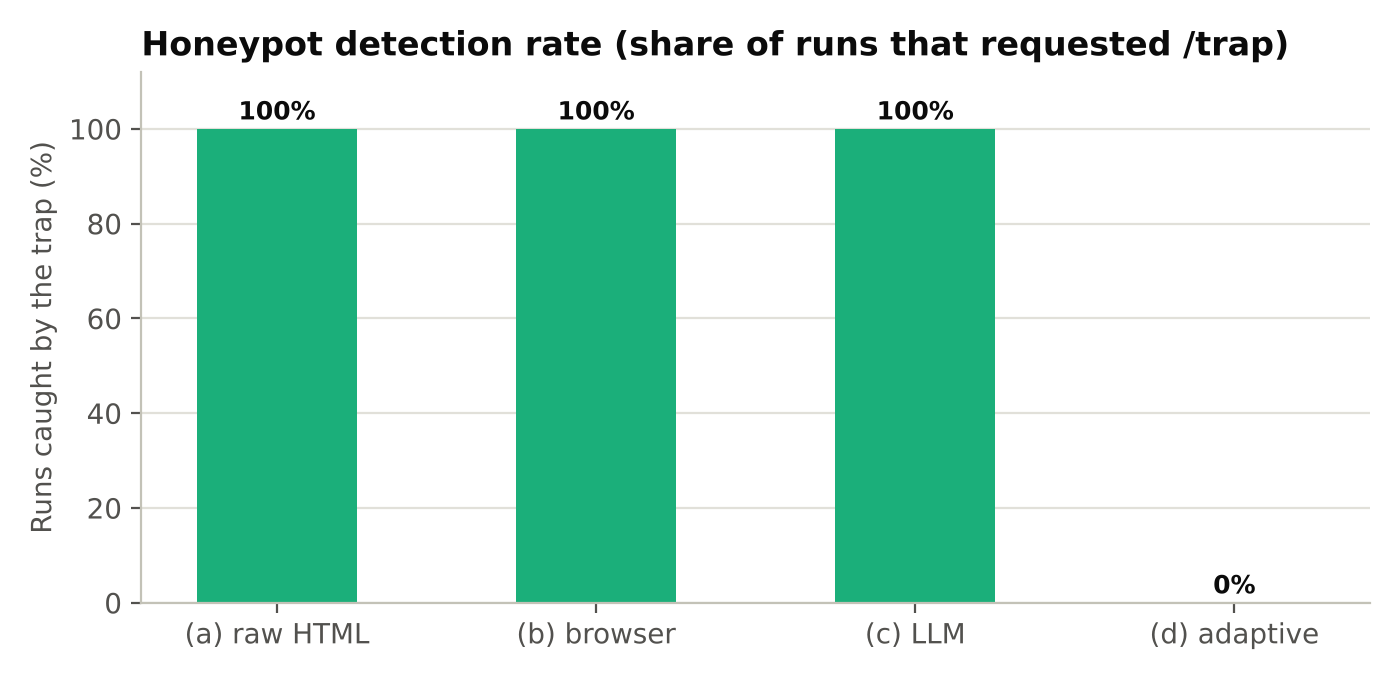 Honeypot detection rate (share of runs that requested /trap)
Runs caught by the trap (%)
100
80
60
40
20
0
100%
100%
100%
0%
(a) raw HTML
(b) browser
(c) LLM
(d) adaptive